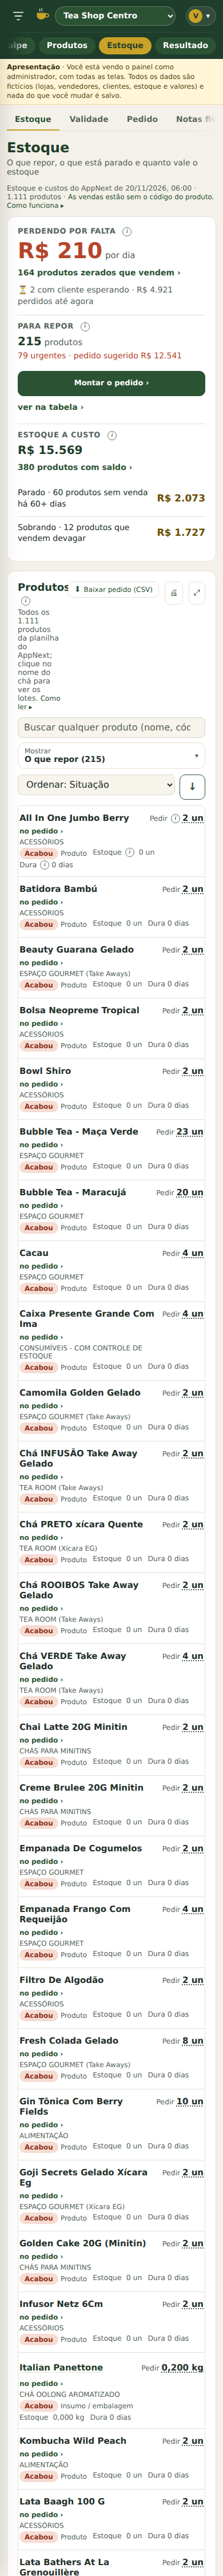 Tea Shop Centro
V
uipe Produtos Estoque Resultado
Apresentação · Você está vendo o painel como
administrador, com todas as telas. Todos os dados são
fictícios (lojas, vendedores, clientes, estoque e valores) e
nada do que você mudar é salvo.
Estoque Validade Pedido Notas fis
Estoque
O que repor, o que está parado e quanto vale o
estoque
Estoque e custos do AppNext de 20/11/2026, 06:00 ·
1.111 produtos · As vendas estão sem o código do produto.
Como funciona ▸
PERDENDO POR FALTA i
R$ 210 por dia
164 produtos zerados que vendem ›
⏳ 2 com cliente esperando · R$ 4.921
perdidos até agora
PARA REPOR i
215 produtos
79 urgentes · pedido sugerido R$ 12.541
Montar o pedido ›
ver na tabela ›
ESTOQUE A CUSTO i
R$ 15.569
380 produtos com saldo ›
Parado · 60 produtos sem venda
há 60+ dias
R$ 2.073
Sobrando · 12 produtos que
vendem devagar
R$ 1.727
Produtos
i
⬇ Baixar pedido (CSV)
Todos os
1.111
produtos
da planilha
do
AppNext;
clique no
nome do
chá para
ver os
lotes. Como
ler ▸
Buscar qualquer produto (nome, cóc
Mostrar
O que repor (215)
Ordenar: Situação
↓
All In One Jumbo Berry Pedir i 2 un
no pedido ›
ACESSÓRIOS
Acabou Produto Estoque i 0 un
Dura i 0 dias
Batidora Bambú Pedir 2 un
no pedido ›
ACESSÓRIOS
Acabou Produto Estoque 0 un Dura 0 dias
Beauty Guarana Gelado Pedir 2 un
no pedido ›
ESPAÇO GOURMET (Take Aways)
Acabou Produto Estoque 0 un Dura 0 dias
Bolsa Neopreme Tropical Pedir 2 un
no pedido ›
ACESSÓRIOS
Acabou Produto Estoque 0 un Dura 0 dias
Bowl Shiro Pedir 2 un
no pedido ›
ACESSÓRIOS
Acabou Produto Estoque 0 un Dura 0 dias
Bubble Tea - Maça Verde Pedir 23 un
no pedido ›
ESPAÇO GOURMET
Acabou Produto Estoque 0 un Dura 0 dias
Bubble Tea - Maracujá Pedir 20 un
no pedido ›
ESPAÇO GOURMET
Acabou Produto Estoque 0 un Dura 0 dias
Cacau Pedir 4 un
no pedido ›
ESPAÇO GOURMET
Acabou Produto Estoque 0 un Dura 0 dias
Caixa Presente Grande Com
Ima
Pedir 4 un
no pedido ›
CONSUMÍVEIS - COM CONTROLE DE
ESTOQUE
Acabou Produto Estoque 0 un Dura 0 dias
Camomila Golden Gelado Pedir 2 un
no pedido ›
ESPAÇO GOURMET (Take Aways)
Acabou Produto Estoque 0 un Dura 0 dias
Chá INFUSÃO Take Away
Gelado
Pedir 2 un
no pedido ›
TEA ROOM (Take Aways)
Acabou Produto Estoque 0 un Dura 0 dias
Chá PRETO xícara Quente Pedir 2 un
no pedido ›
TEA ROOM (Xícara EG)
Acabou Produto Estoque 0 un Dura 0 dias
Chá ROOIBOS Take Away
Gelado
Pedir 2 un
no pedido ›
TEA ROOM (Take Aways)
Acabou Produto Estoque 0 un Dura 0 dias
Chá VERDE Take Away
Gelado
Pedir 4 un
no pedido ›
TEA ROOM (Take Aways)
Acabou Produto Estoque 0 un Dura 0 dias
Chai Latte 20G Minitin Pedir 2 un
no pedido ›
CHÁS PARA MINITINS
Acabou Produto Estoque 0 un Dura 0 dias
Creme Brulee 20G Minitin Pedir 2 un
no pedido ›
CHÁS PARA MINITINS
Acabou Produto Estoque 0 un Dura 0 dias
Empanada De Cogumelos Pedir 2 un
no pedido ›
ESPAÇO GOURMET
Acabou Produto Estoque 0 un Dura 0 dias
Empanada Frango Com
Requeijão
Pedir 4 un
no pedido ›
ESPAÇO GOURMET
Acabou Produto Estoque 0 un Dura 0 dias
Filtro De Algodão Pedir 2 un
no pedido ›
ACESSÓRIOS
Acabou Produto Estoque 0 un Dura 0 dias
Fresh Colada Gelado Pedir 8 un
no pedido ›
ESPAÇO GOURMET (Take Aways)
Acabou Produto Estoque 0 un Dura 0 dias
Gin Tônica Com Berry
Fields
Pedir 10 un
no pedido ›
ALIMENTAÇÃO
Acabou Produto Estoque 0 un Dura 0 dias
Goji Secrets Gelado Xícara
Eg
Pedir 2 un
no pedido ›
ESPAÇO GOURMET (Xícara EG)
Acabou Produto Estoque 0 un Dura 0 dias
Golden Cake 20G (Minitin) Pedir 2 un
no pedido ›
CHÁS PARA MINITINS
Acabou Produto Estoque 0 un Dura 0 dias
Infusor Netz 6Cm Pedir 2 un
no pedido ›
ACESSÓRIOS
Acabou Produto Estoque 0 un Dura 0 dias
Italian Panettone Pedir 0,200 kg
no pedido ›
CHÁ OOLONG AROMATIZADO
Acabou Insumo / embalagem
Estoque 0,000 kg Dura 0 dias
Kombucha Wild Peach Pedir 2 un
no pedido ›
ALIMENTAÇÃO
Acabou Produto Estoque 0 un Dura 0 dias
Lata Baagh 100 G Pedir 2 un
no pedido ›
ACESSÓRIOS
Acabou Produto Estoque 0 un Dura 0 dias
Lata Bathers At La
Grenouillère
Pedir 2 un